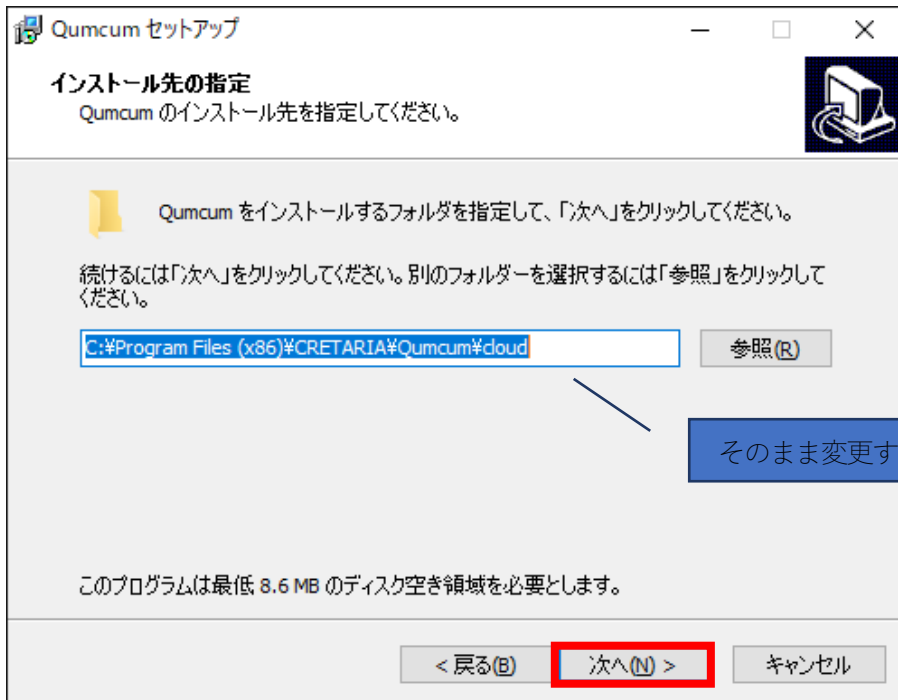 Qumcum セットアップ
インストール先の指定
Qumcum のインストール先を指定してください。
Qumcum をインストールするフォルダを指定して、「次へ」をクリックしてください。
続けるには「次へ」をクリックしてください。別のフォルダーを選択するには「参照」をクリックして
ください。
C:¥Program Files (x86)¥CRETARIA¥Qumcum¥cloud
参照(R)
そのまま変更す
このプログラムは最低 8.6 MB のディスク空き領域を必要とします。
< 戻る(B)
次へ(N) >
キャンセル